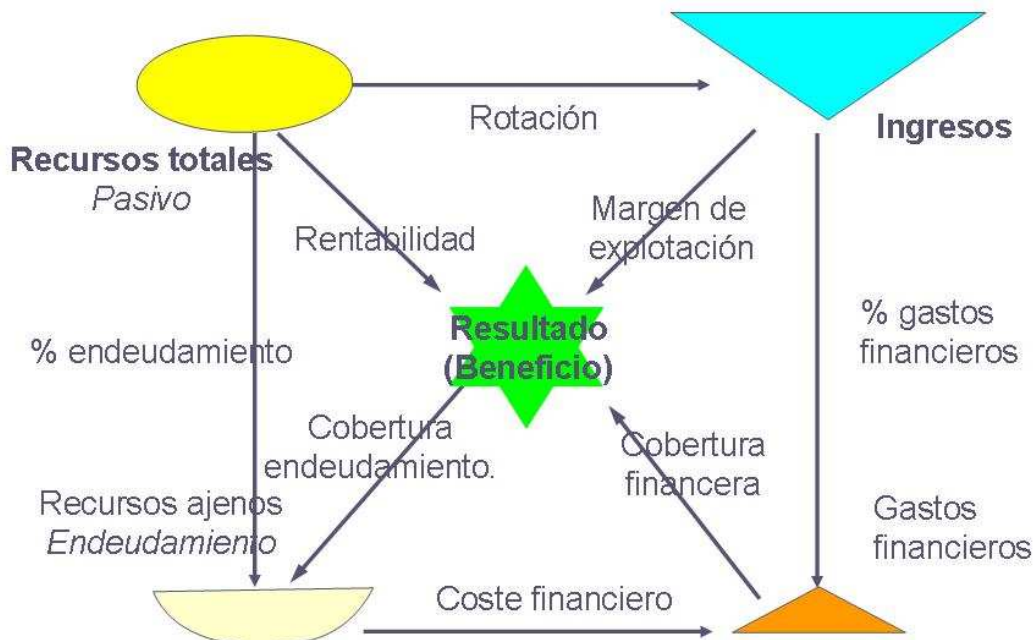 Rotación
Ingresos
Recursos totales
Pasivo
Rentabilidad
Margen de
explotación
Resultado
(Beneficio)
% endeudamiento
% gastos
financieros
Cobertura
endeudamiento.
Cobertura
financera
Recursos ajenos
Endeudamiento
Gastos
financieros
Coste financiero